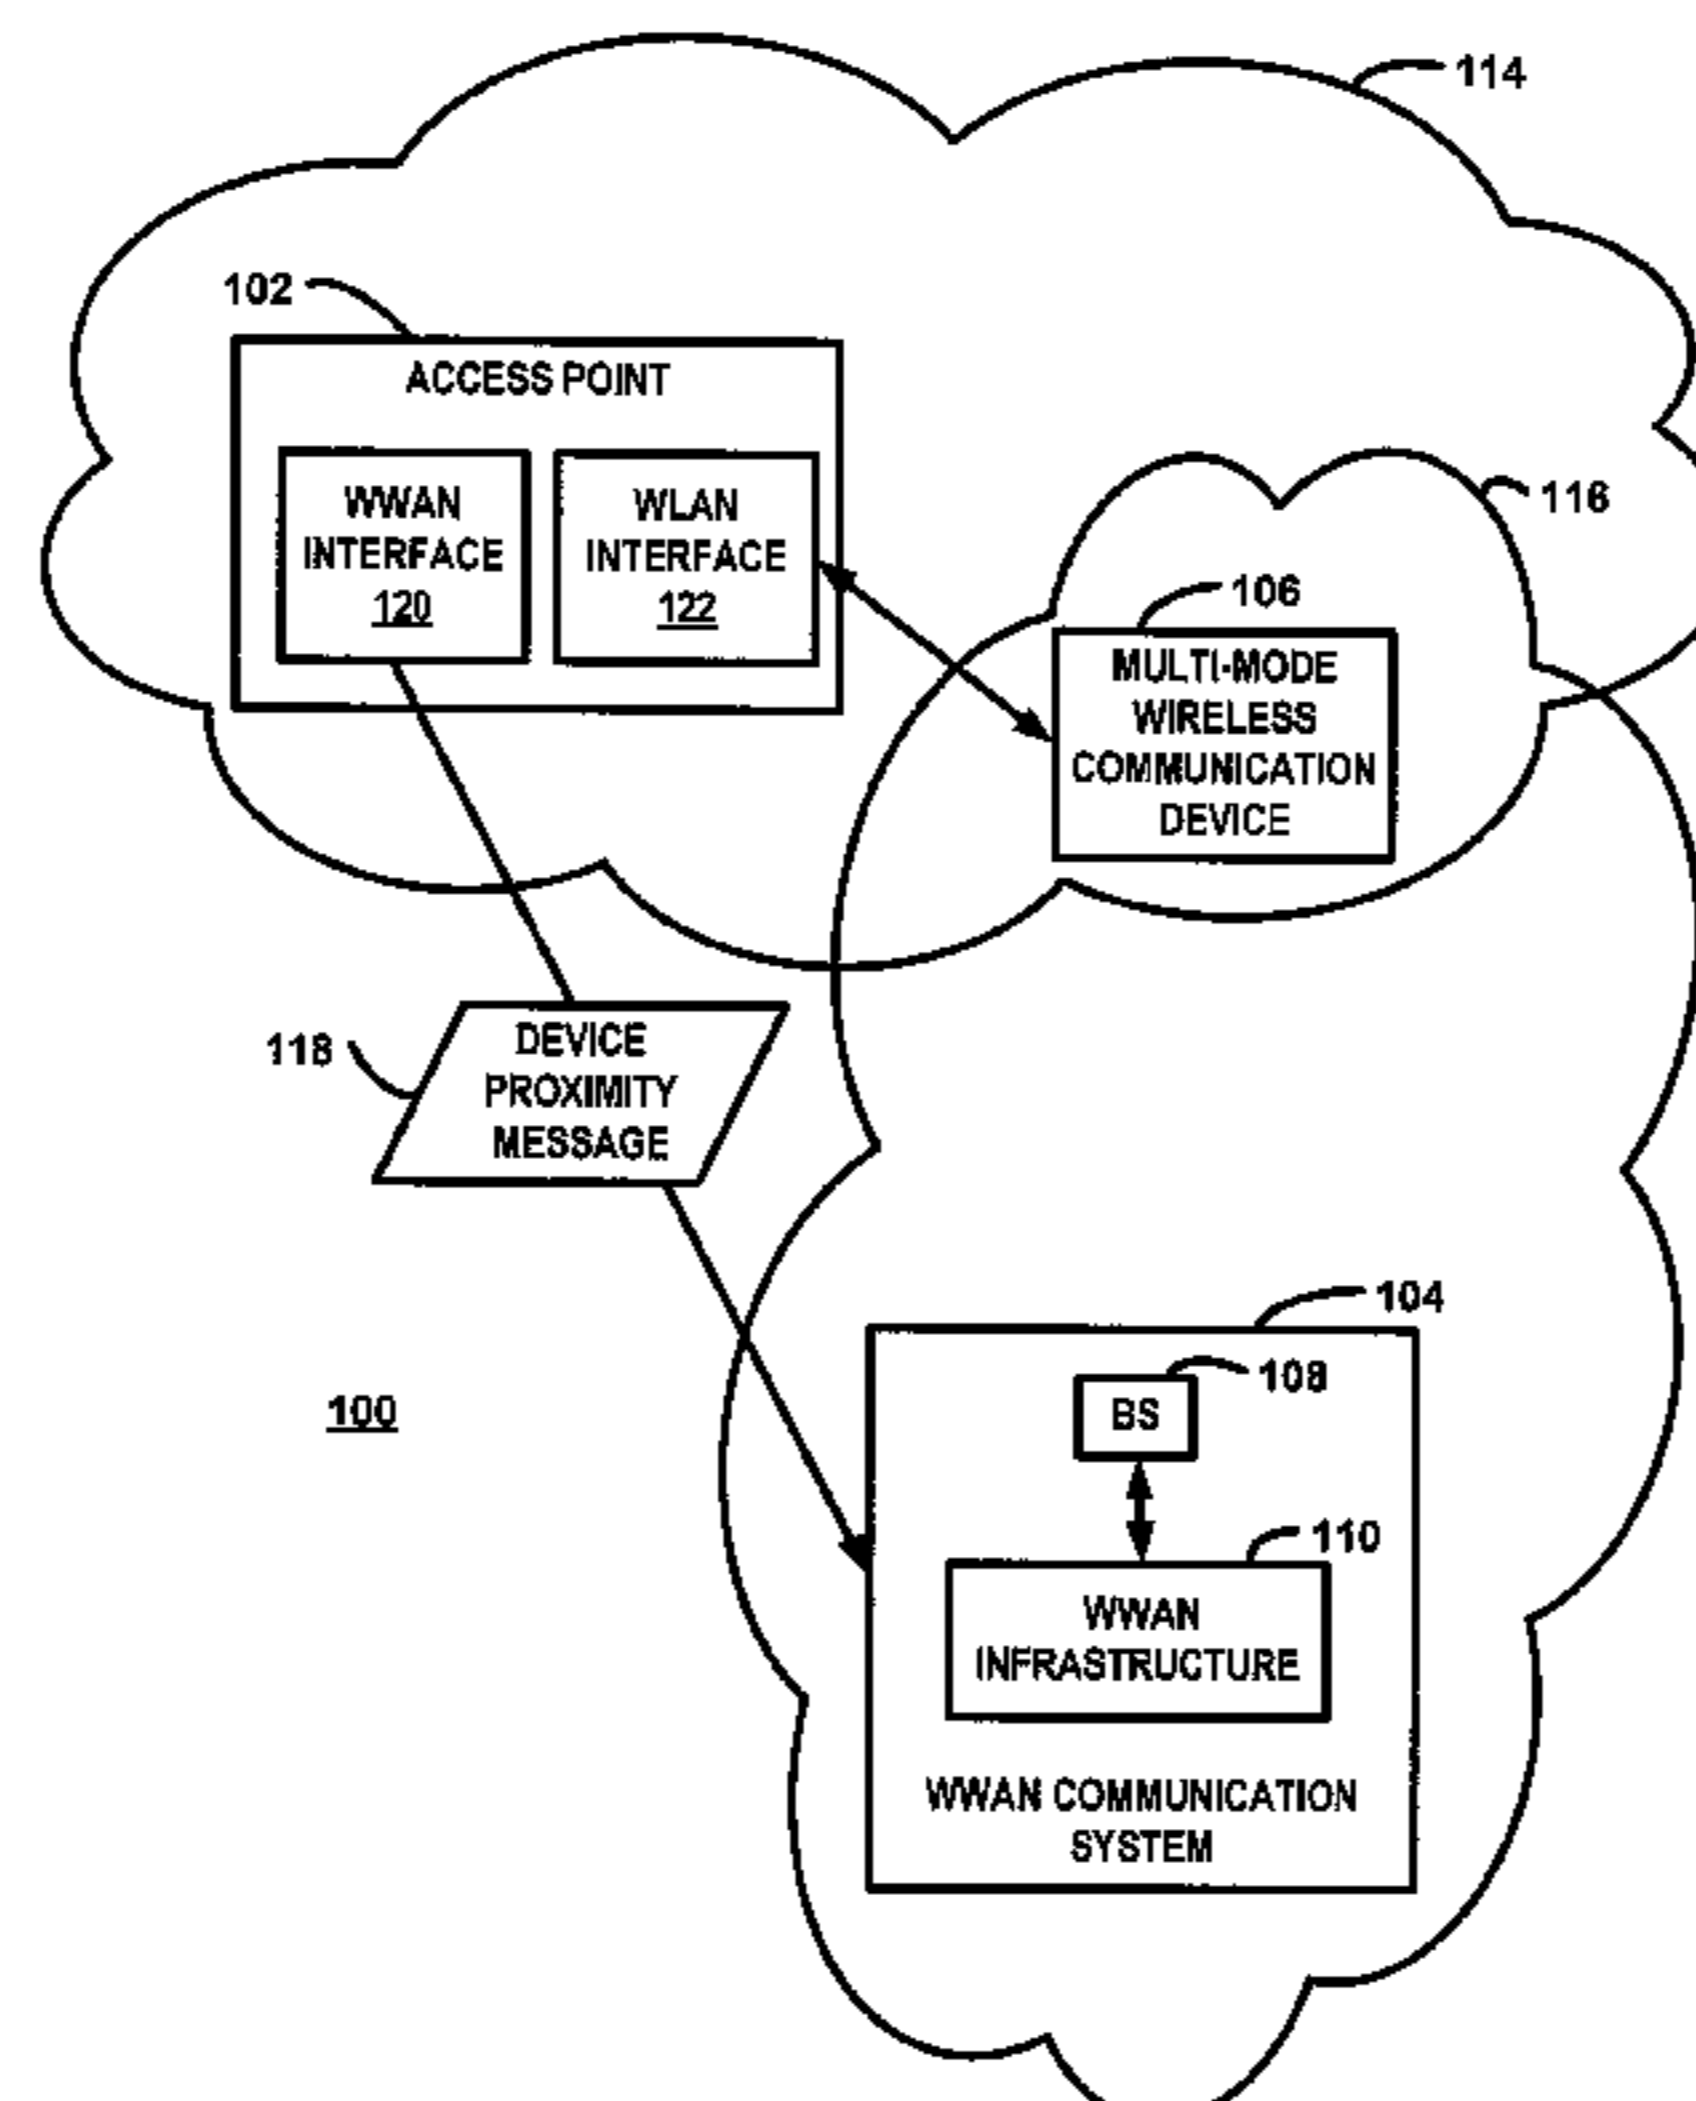 114
102
ACCESS POINT
WWAN
INTERFACE
120
WLAN
INTERFACE
122
116
106
MULTI-MODE
WIRELESS
COMMUNICATION
DEVICE
118
DEVICE
PROXIMITY
MESSAGE
100
104
108
BS
110
WWAN
INFRASTRUCTURE
WWAN COMMUNICATION
SYSTEM